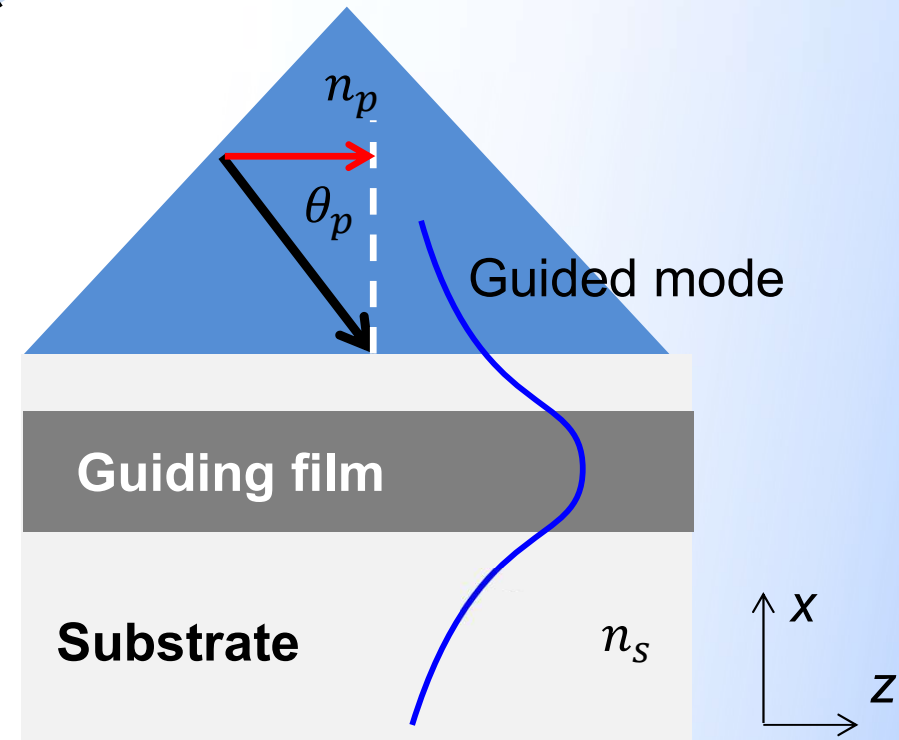 n_p
θ_p
Guided mode
Guiding film
Substrate
n_s
x
z